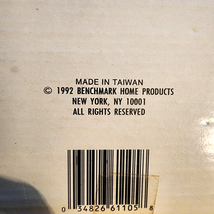 MADE IN TAIWAN
© 1992 BENCHMARK HOME PRODUCTS
NEW YORK, NY 10001
ALL RIGHTS RESERVED
0 34826 61105 8